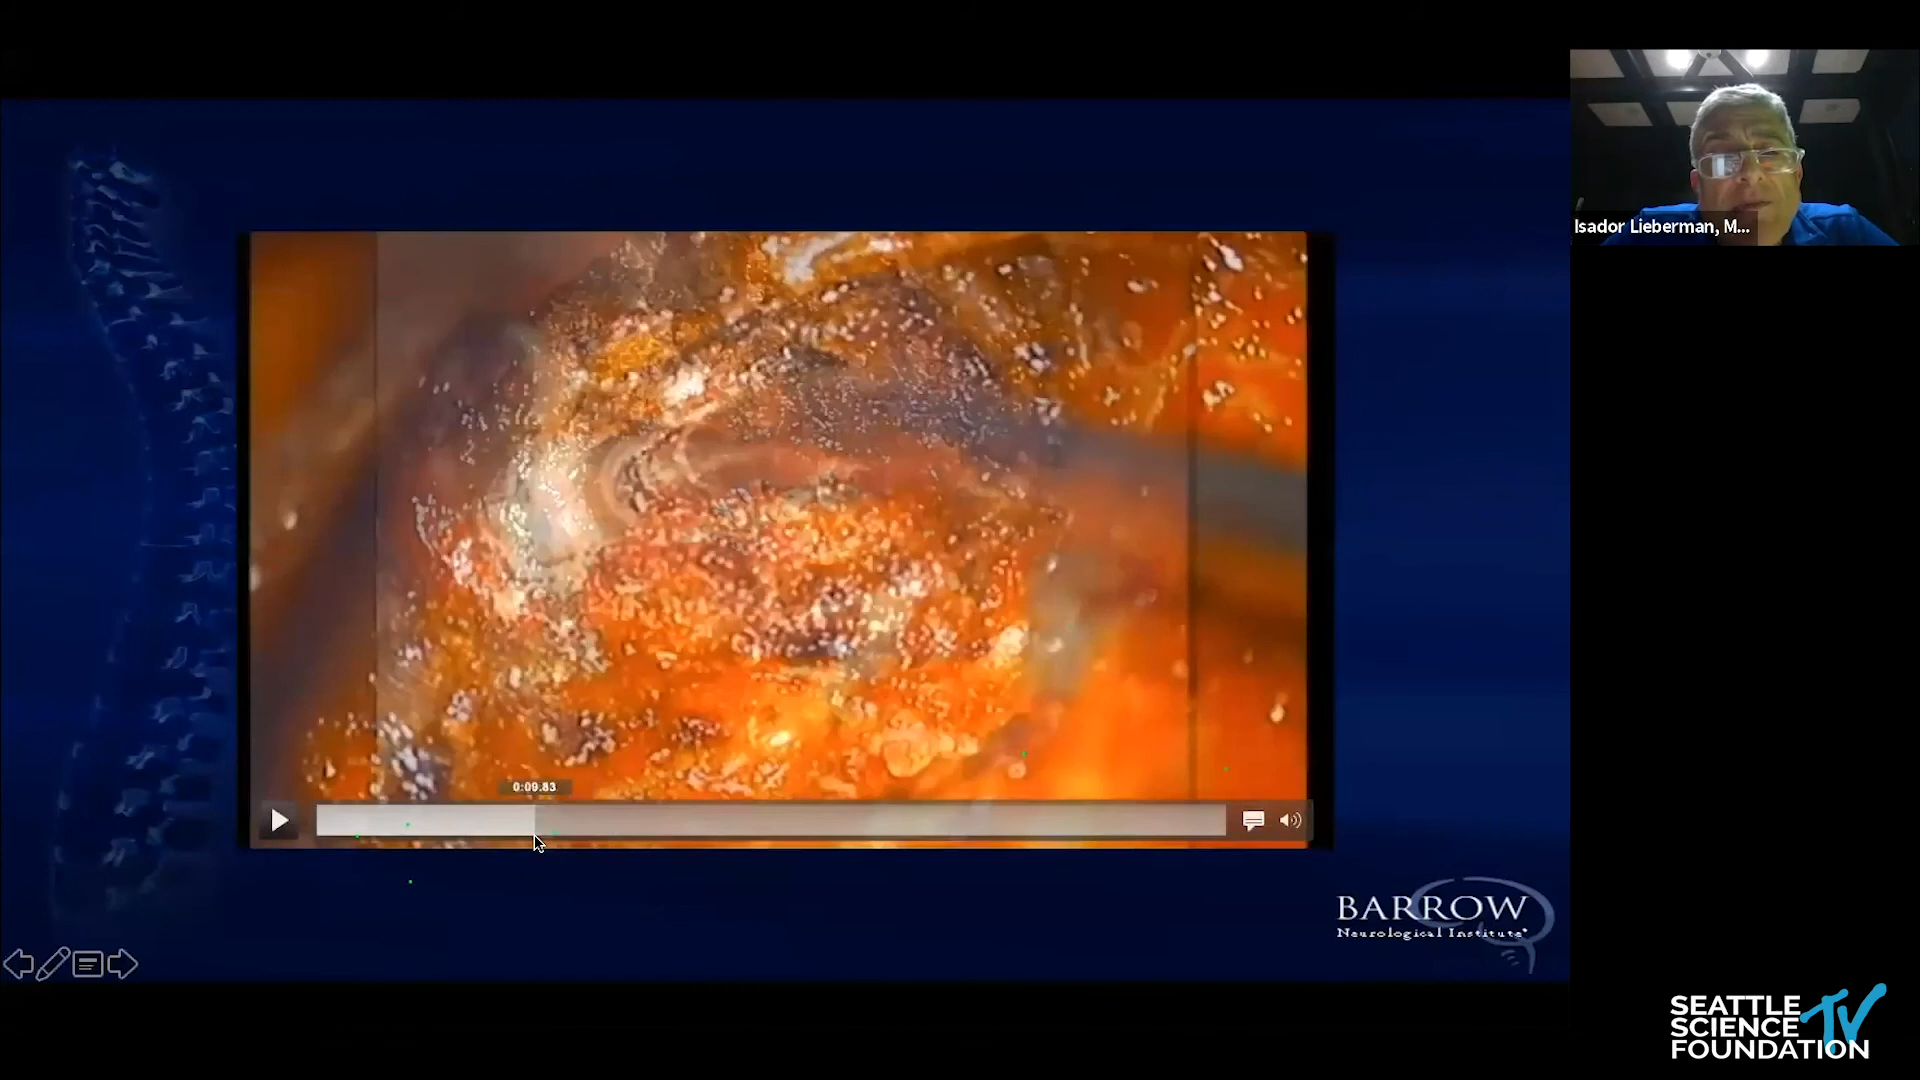 Isador Lieberman, M...
0:09.83
BARROW
Neurological Institute®
SEATTLE
SCIENCE
FOUNDATION
TV